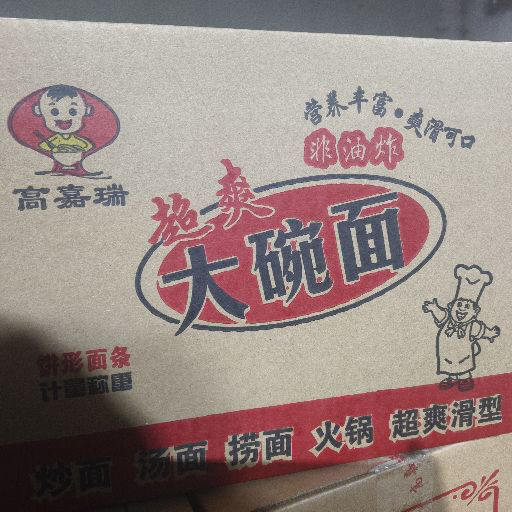 营养丰富·爽滑可口
非油炸
高嘉瑞
超爽
大碗面
饼形面条
计量称重
炒面 汤面 捞面 火锅 超爽滑型